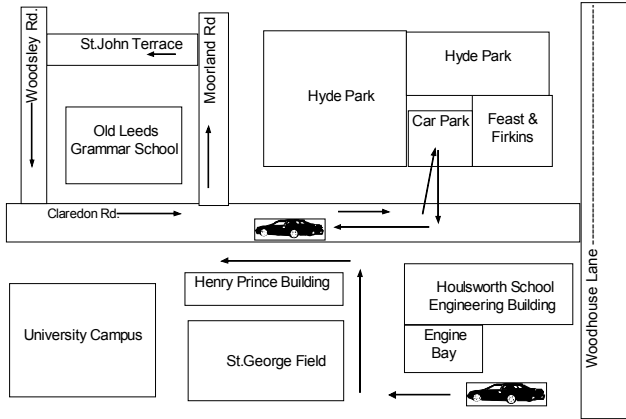 Woodsley Rd.
St.John Terrace
Moorland Rd
Old Leeds
Grammar School
Hyde Park
Hyde Park
Car Park
Feast &
Firkins
Claredon Rd.
Henry Prince Building
Houlsworth School
Engineering Building
University Campus
St.George Field
Engine
Bay
Woodhouse Lane